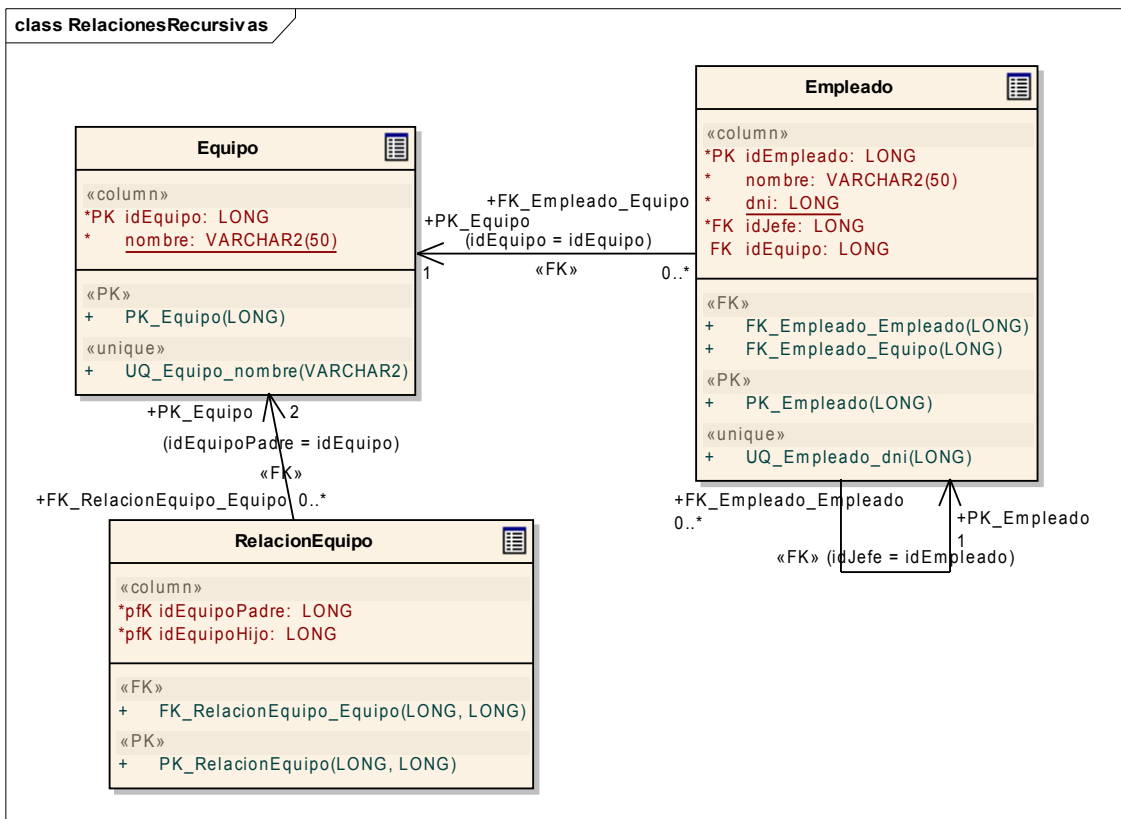 class RelacionesRecursivas
Equipo
«column»
*PK idEquipo: LONG
* nombre: VARCHAR2(50)
«PK»
+ PK_Equipo(LONG)
«unique»
+ UQ_Equipo_nombre(VARCHAR2)
+FK_Empleado_Equipo
+PK_Equipo
(idEquipo = idEquipo)
1
«FK»
0..*
Empleado
«column»
*PK idEmpleado: LONG
* nombre: VARCHAR2(50)
* dni: LONG
*FK idJefe: LONG
FK idEquipo: LONG
«FK»
+ FK_Empleado_Empleado(LONG)
+ FK_Empleado_Equipo(LONG)
«PK»
+ PK_Empleado(LONG)
«unique»
+ UQ_Empleado_dni(LONG)
+FK_Empleado_Empleado
0..*
+PK_Empleado
1
«FK» (idJefe = idEmpleado)
+PK_Equipo 2
(idEquipoPadre = idEquipo)
«FK»
+FK_RelacionEquipo_Equipo 0..*
RelacionEquipo
«column»
*pfK idEquipoPadre: LONG
*pfK idEquipoHijo: LONG
«FK»
+ FK_RelacionEquipo_Equipo(LONG, LONG)
«PK»
+ PK_RelacionEquipo(LONG, LONG)